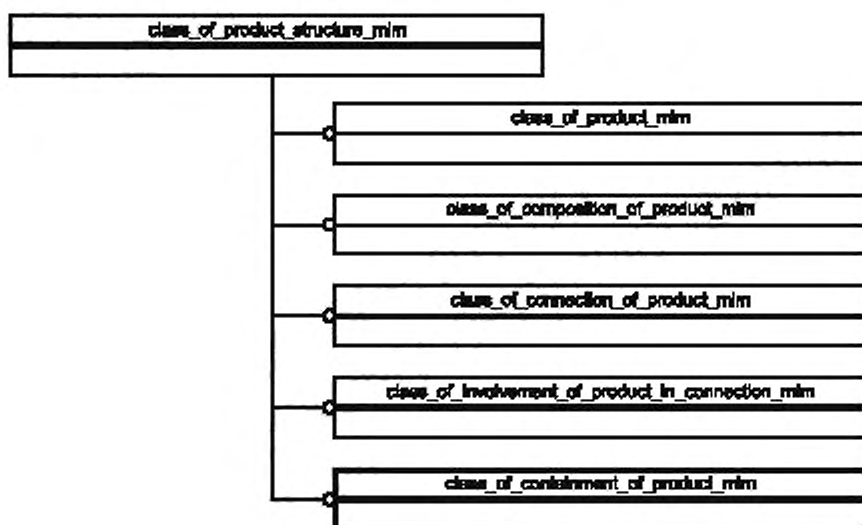 class_of_product_structure_mim
class_of_product_mim
class_of_composition_of_product_mim
class_of_connection_of_product_mim
class_of_involvement_of_product_in_connection_mim
class_of_containment_of_product_mim